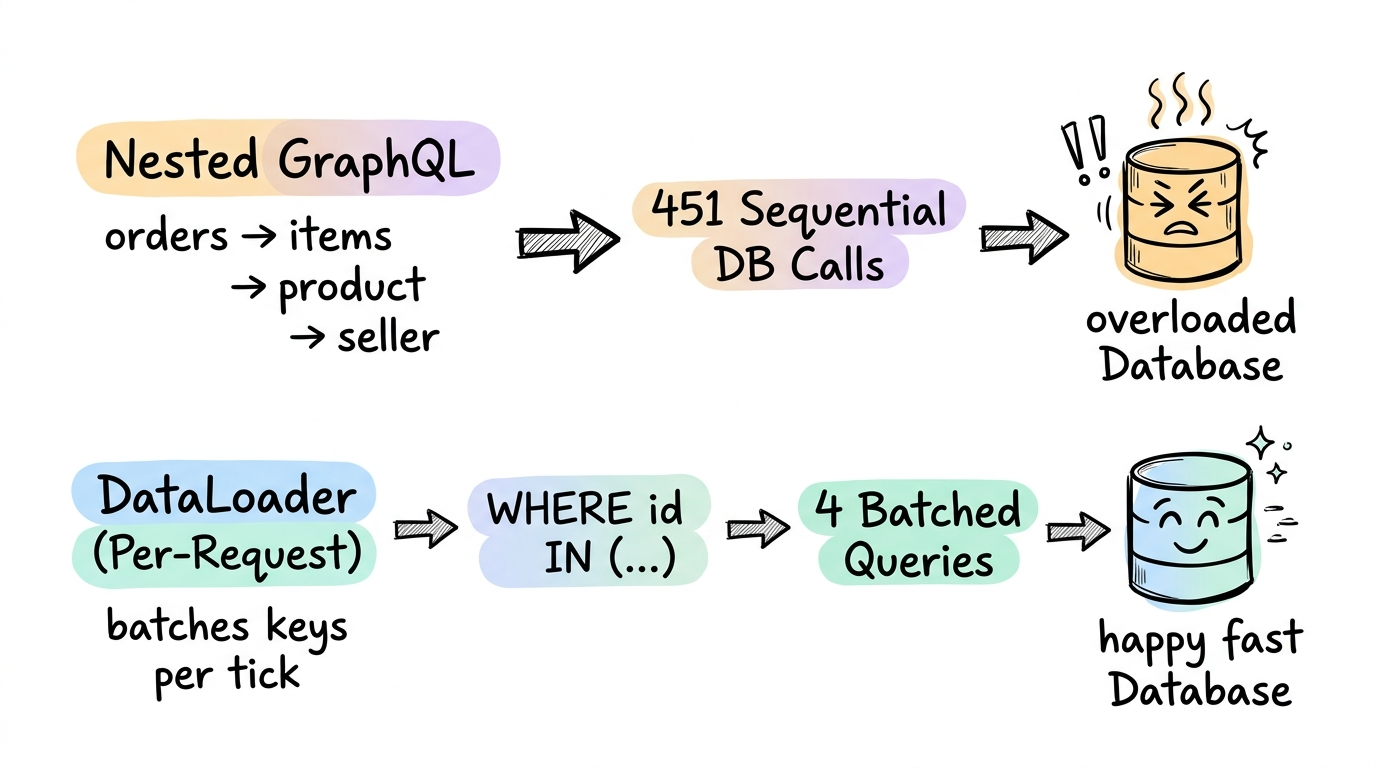 Nested GraphQL
orders → items
→ product
→ seller
451 Sequential
DB Calls
!!
overloaded
Database
DataLoader
(Per-Request)
batches keys
per tick
WHERE id
IN (...)
4 Batched
Queries
happy fast
Database